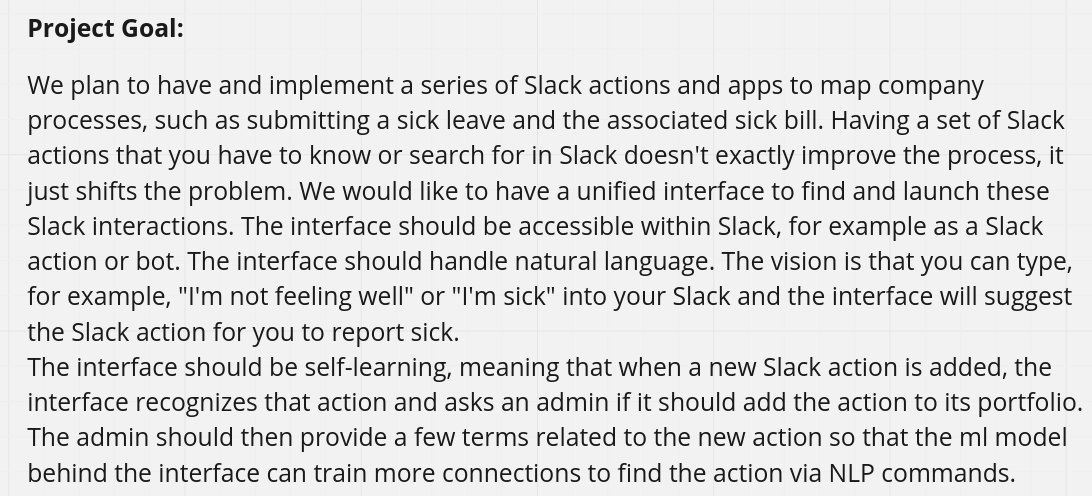 Project Goal:
We plan to have and implement a series of Slack actions and apps to map company
processes, such as submitting a sick leave and the associated sick bill. Having a set of Slack
actions that you have to know or search for in Slack doesn't exactly improve the process, it
just shifts the problem. We would like to have a unified interface to find and launch these
Slack interactions. The interface should be accessible within Slack, for example as a Slack
action or bot. The interface should handle natural language. The vision is that you can type,
for example, "I'm not feeling well" or "I'm sick" into your Slack and the interface will suggest
the Slack action for you to report sick.
The interface should be self-learning, meaning that when a new Slack action is added, the
interface recognizes that action and asks an admin if it should add the action to its portfolio.
The admin should then provide a few terms related to the new action so that the ml model
behind the interface can train more connections to find the action via NLP commands.